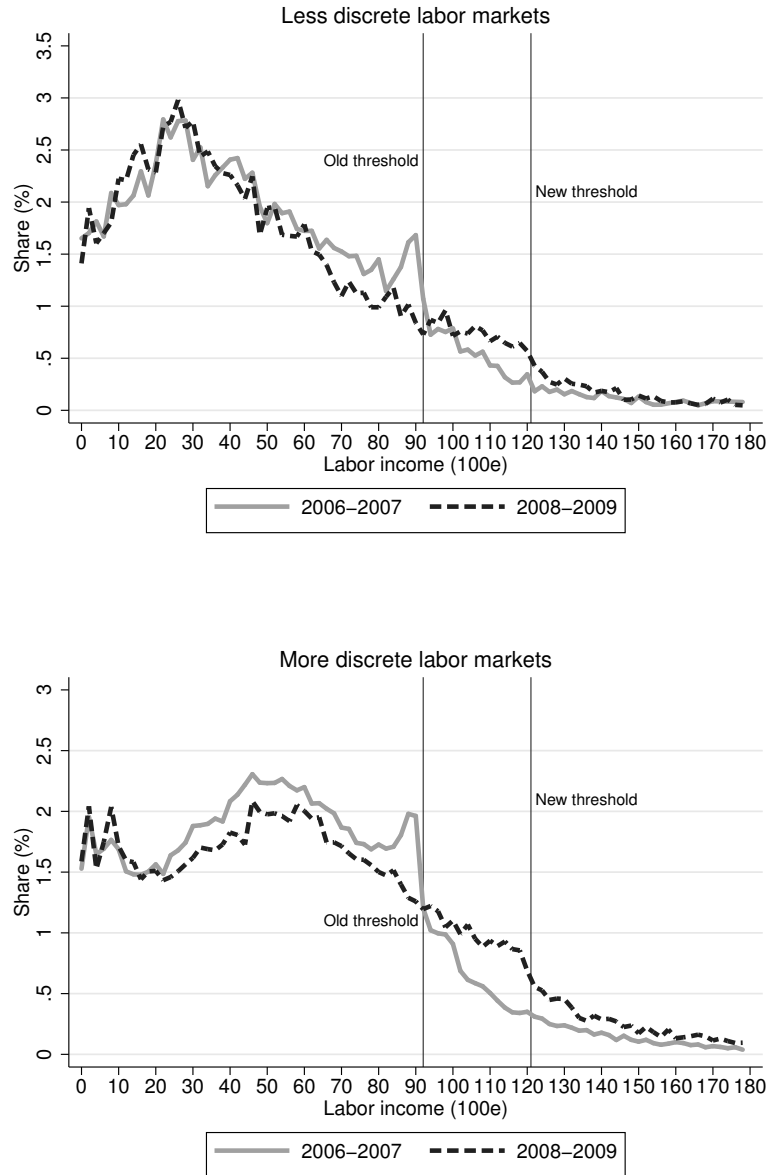 Less discrete labor markets
3.5
3
2.5
2
1.5
1
.5
0
Share (%)
Old threshold
New threshold
0 10 20 30 40 50 60 70 80 90 100 110 120 130 140 150 160 170 180
Labor income (100e)
2006–2007 2008–2009
More discrete labor markets
3
2.5
2
1.5
1
.5
0
Share (%)
New threshold
Old threshold
0 10 20 30 40 50 60 70 80 90 100 110 120 130 140 150 160 170 180
Labor income (100e)
2006–2007 2008–2009